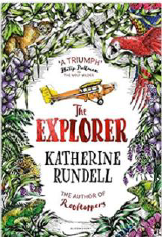 'A TRIUMPH'
Philip Pullman
The
EXPLORER
KATHERINE
RUNDELL
THE AUTHOR OF
Rooftoppers